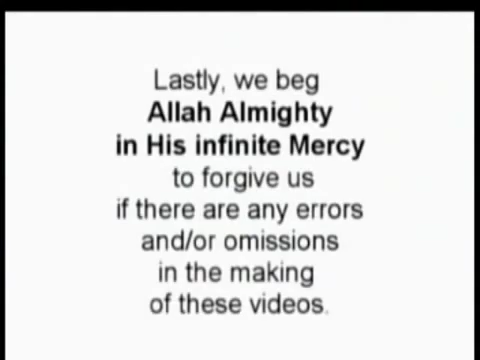 Lastly, we beg
Allah Almighty
in His infinite Mercy
to forgive us
if there are any errors
and/or omissions
in the making
of these videos.